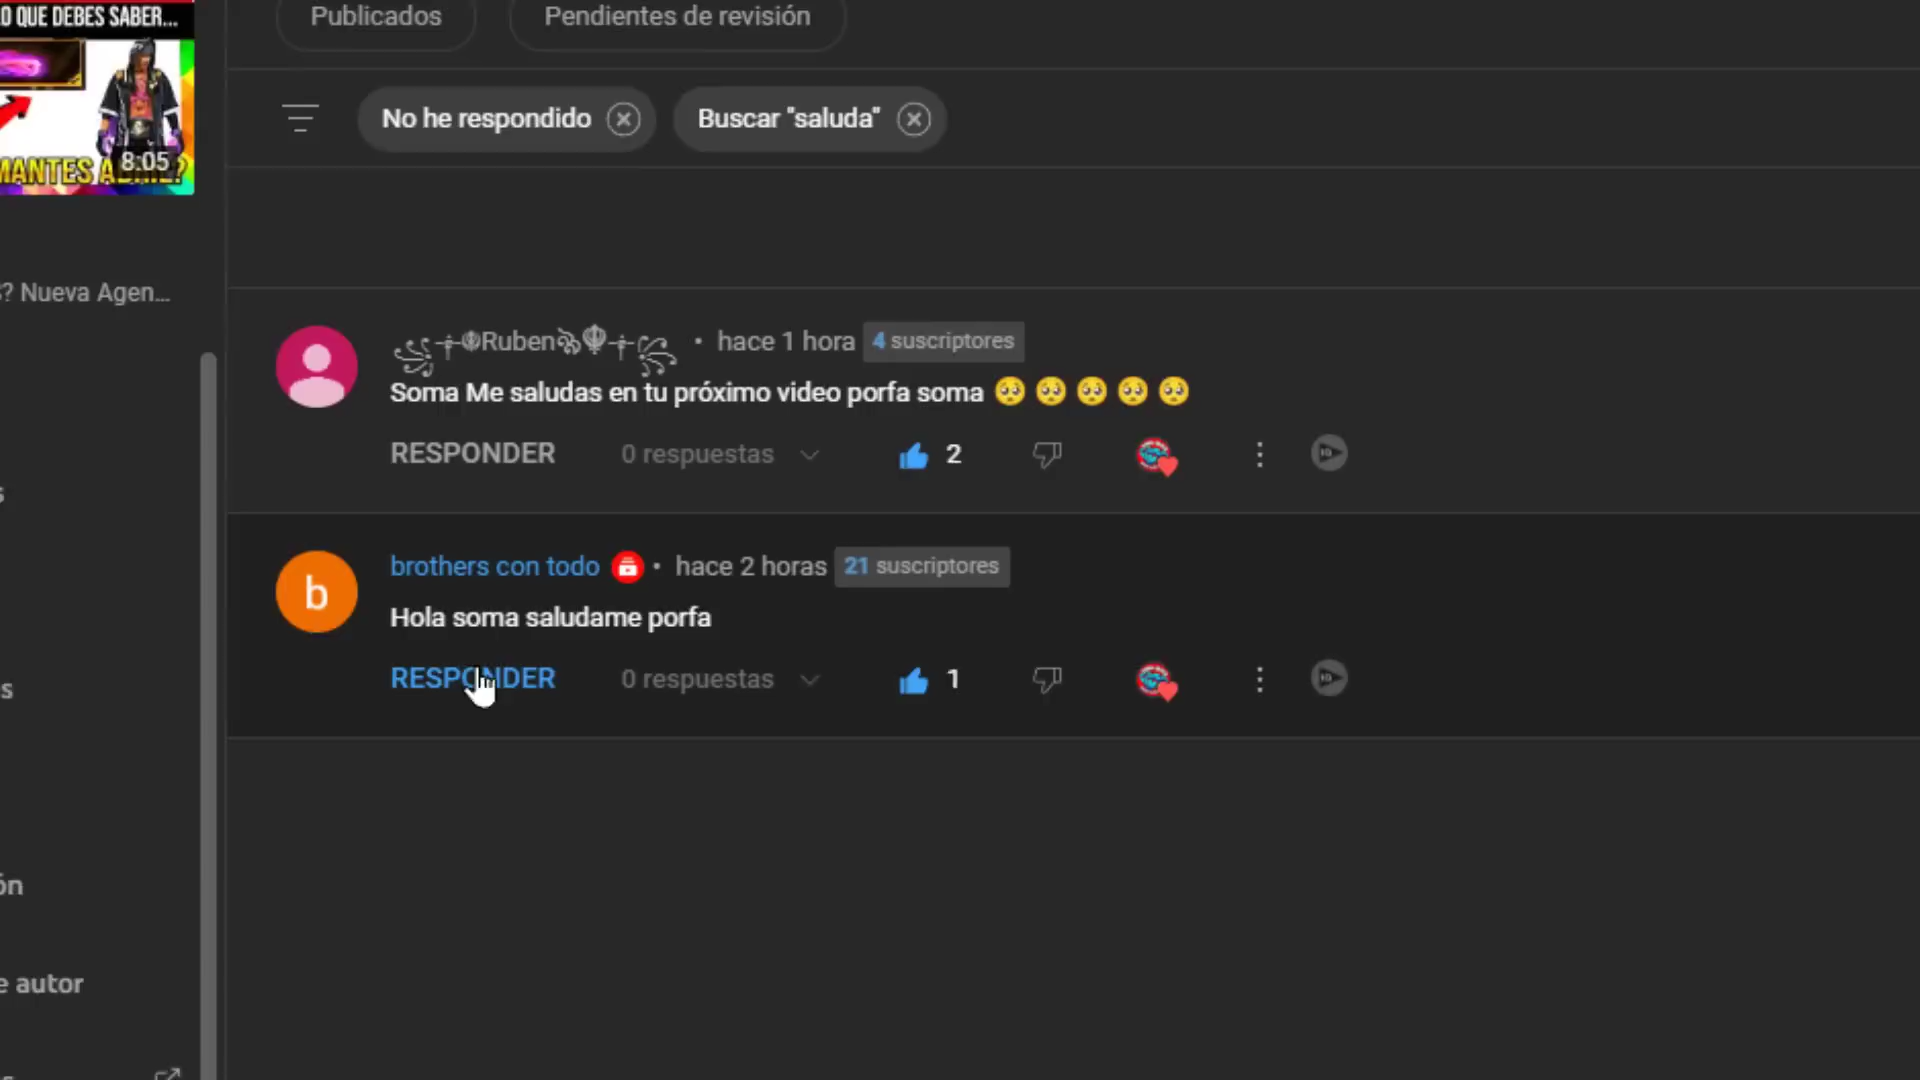 O QUE DEBES SABER...
8:05
? Nueva Agen...
s
s
ón
e autor
Publicados
Pendientes de revisión
No he respondido
Buscar "saluda"
Ruben • hace 1 hora 4 suscriptores
Soma Me saludas en tu próximo video porfa soma 🥺 🥺 🥺 🥺 🥺
RESPONDER 0 respuestas 2
b
brothers con todo • hace 2 horas 21 suscriptores
Hola soma saludame porfa
RESPONDER 0 respuestas 1